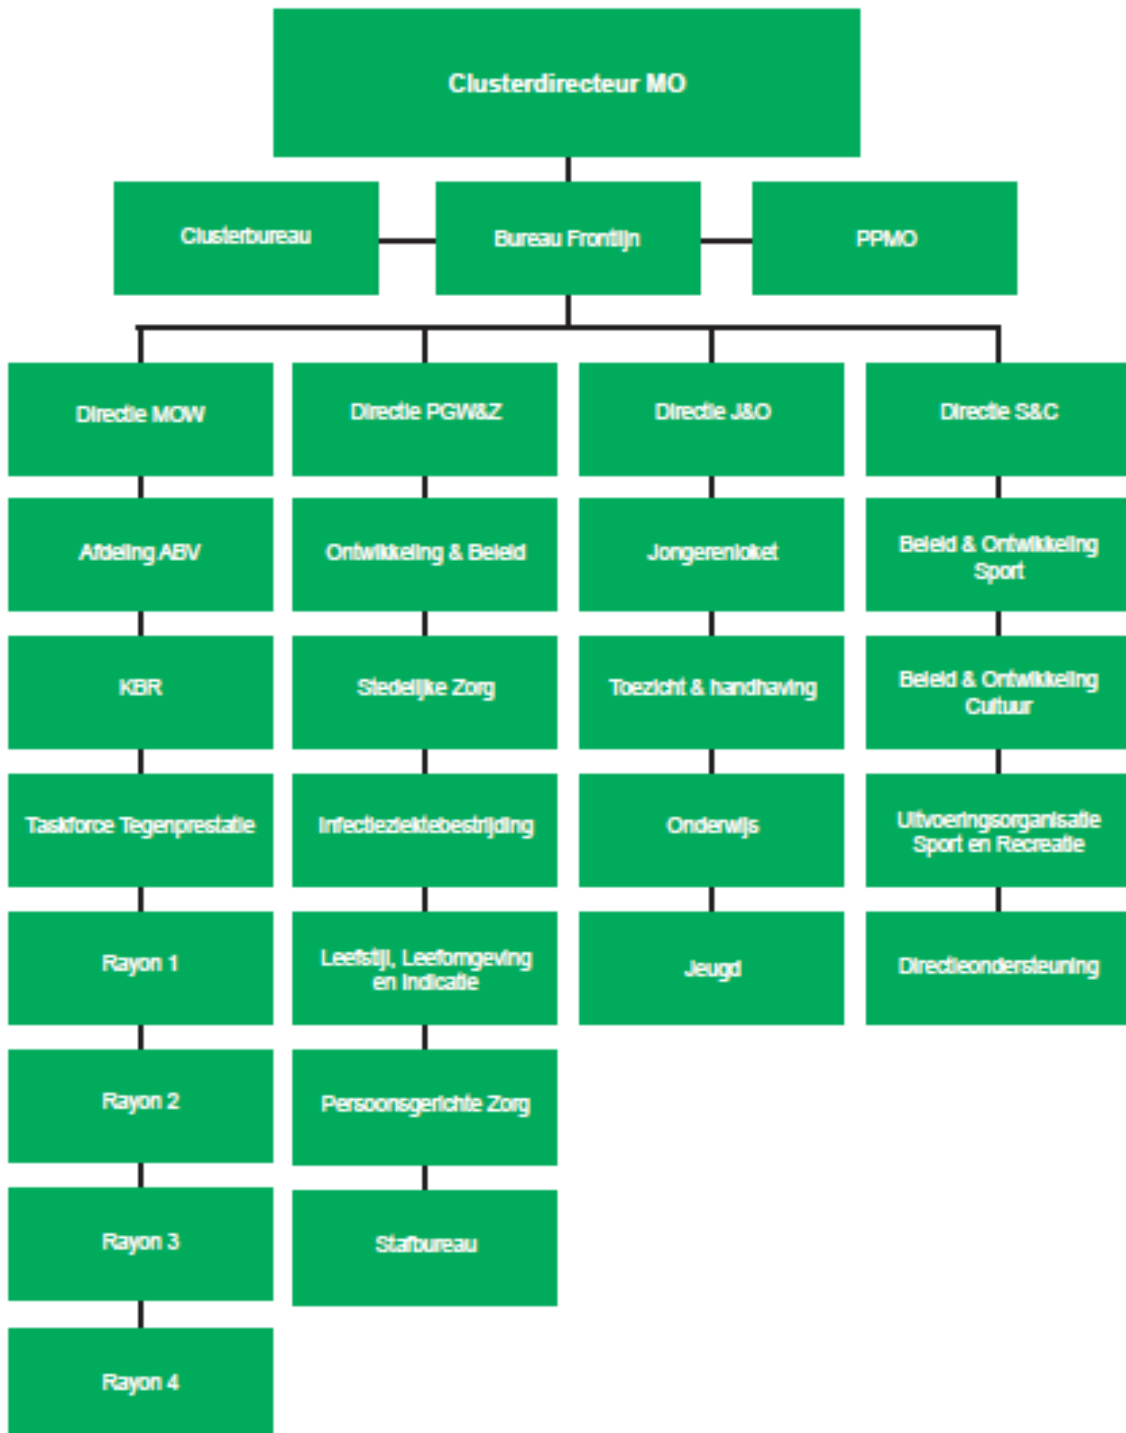 Clusterdirecteur MO
Clusterbureau
Bureau Frontlijn
PPMO
Directie MOW
Directie PGW&Z
Directie J&O
Directie S&C
Afdeling ABV
Ontwikkeling & Beleid
Jongerenloket
Beleid & Ontwikkeling
Sport
KBR
Stedelijke Zorg
Toezicht & handhaving
Beleid & Ontwikkeling
Cultuur
Taskforce Tegenprestatie
Infectieziektebestrijding
Onderwijs
Uitvoeringsorganisatie
Sport en Recreatie
Rayon 1
Leefstijl, Leefomgeving
en Indicatie
Jeugd
Directieondersteuning
Rayon 2
Persoonsgerichte Zorg
Rayon 3
Stafbureau
Rayon 4